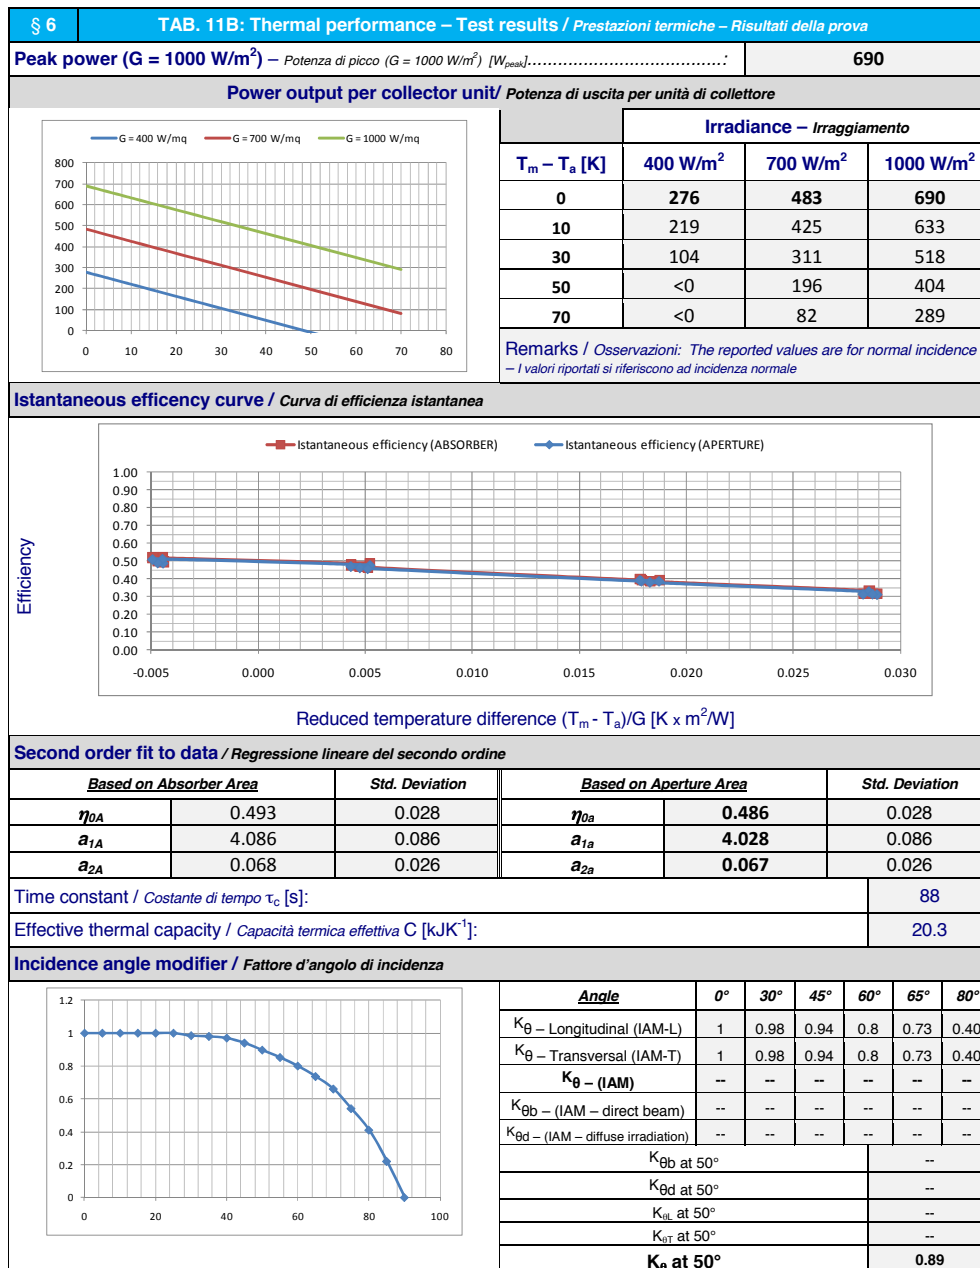 § 6 TAB. 11B: Thermal performance – Test results / Prestazioni termiche – Risultati della prova
Peak power (G = 1000 W/m²) – Potenza di picco (G = 1000 W/m²) [Wpeak].......................................: 690
Power output per collector unit/ Potenza di uscita per unità di collettore
G = 400 W/mq G = 700 W/mq G = 1000 W/mq
800
700
600
500
400
300
200
100
0
0 10 20 30 40 50 60 70 80
Irradiance – Irraggiamento
Tm – Ta [K] 400 W/m² 700 W/m² 1000 W/m²
0 276 483 690
10 219 425 633
30 104 311 518
50 <0 196 404
70 <0 82 289
Remarks / Osservazioni: The reported values are for normal incidence
– I valori riportati si riferiscono ad incidenza normale
Istantaneous efficency curve / Curva di efficienza istantanea
Istantaneous efficiency (ABSORBER) Istantaneous efficiency (APERTURE)
Efficiency
1.00
0.90
0.80
0.70
0.60
0.50
0.40
0.30
0.20
0.10
0.00
-0.005 0.000 0.005 0.010 0.015 0.020 0.025 0.030
Reduced temperature difference (Tm - Ta)/G [K x m²/W]
Second order fit to data / Regressione lineare del secondo ordine
Based on Absorber Area Std. Deviation Based on Aperture Area Std. Deviation
η0A 0.493 0.028 η0a 0.486 0.028
a1A 4.086 0.086 a1a 4.028 0.086
a2A 0.068 0.026 a2a 0.067 0.026
Time constant / Costante di tempo τc [s]: 88
Effective thermal capacity / Capacità termica effettiva C [kJK⁻¹]: 20.3
Incidence angle modifier / Fattore d'angolo di incidenza
1.2
1
0.8
0.6
0.4
0.2
0
0 20 40 60 80 100
Angle 0° 30° 45° 60° 65° 80°
Kθ – Longitudinal (IAM-L) 1 0.98 0.94 0.8 0.73 0.40
Kθ – Transversal (IAM-T) 1 0.98 0.94 0.8 0.73 0.40
Kθ – (IAM) -- -- -- -- -- --
Kθb – (IAM – direct beam) -- -- -- -- -- --
Kθd – (IAM – diffuse irradiation) -- -- -- -- -- --
Kθb at 50° --
Kθd at 50° --
KθL at 50° --
KθT at 50° --
Kθ at 50° 0.89